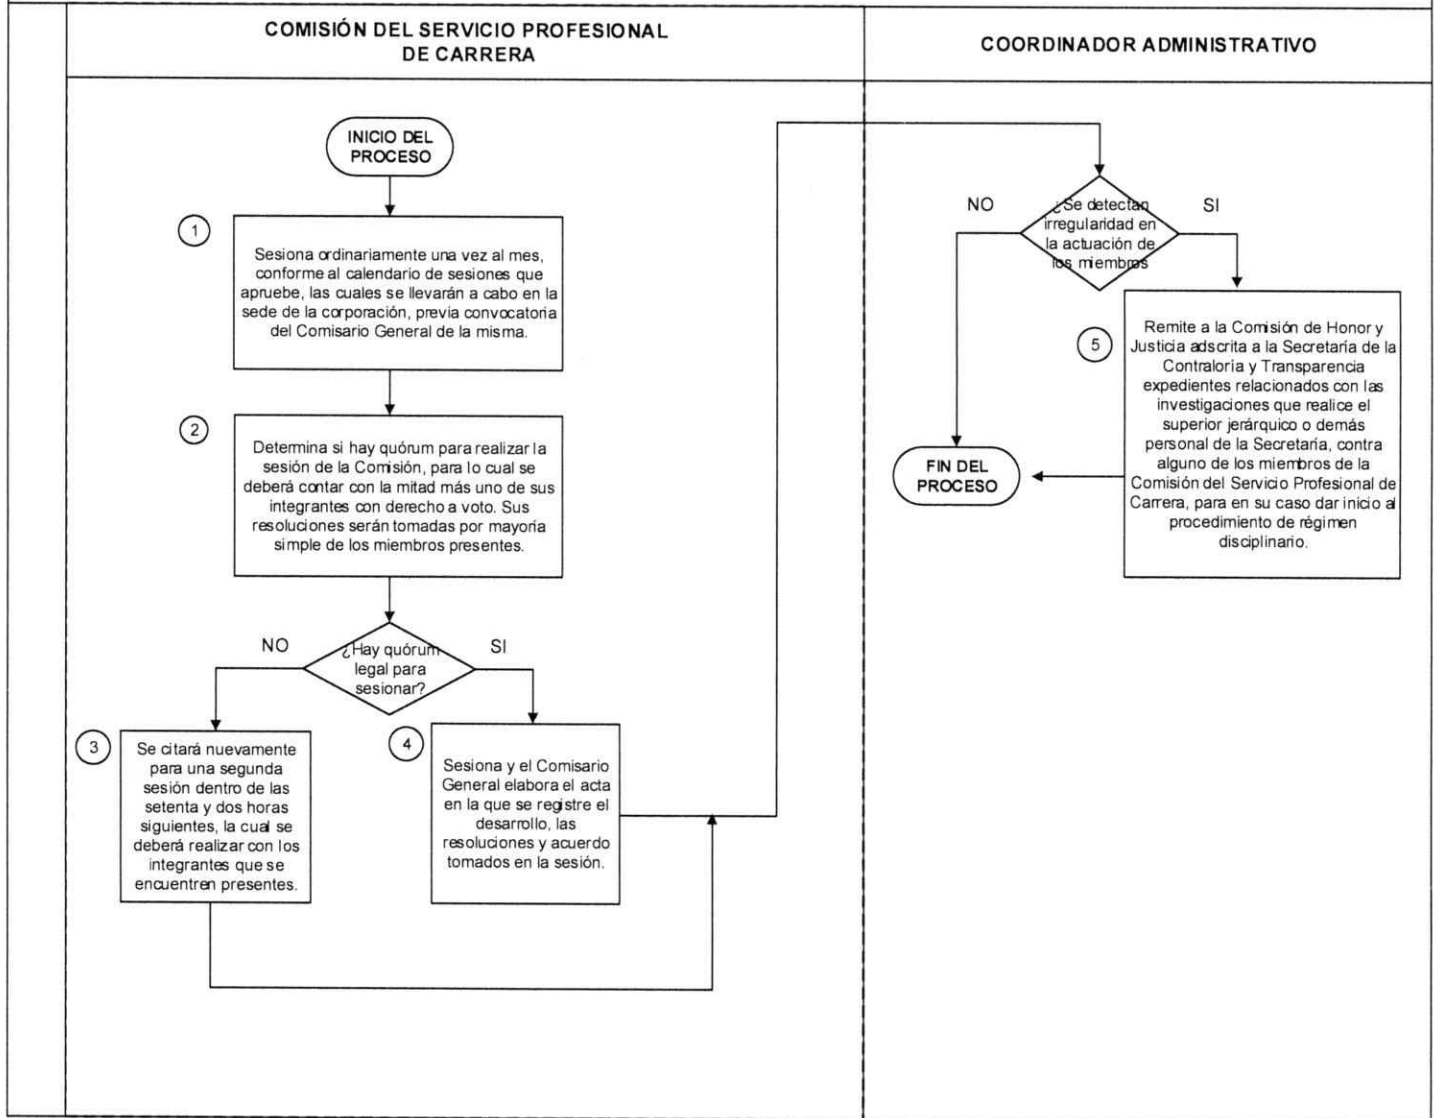 COMISIÓN DEL SERVICIO PROFESIONAL
DE CARRERA
COORDINADOR ADMINISTRATIVO
INICIO DEL
PROCESO
1
Sesiona ordinariamente una vez al mes,
conforme al calendario de sesiones que
apruebe, las cuales se llevarán a cabo en la
sede de la corporación, previa convocatoria
del Comisario General de la misma.
2
Determina si hay quórum para realizar la
sesión de la Comisión, para lo cual se
deberá contar con la mitad más uno de sus
integrantes con derecho a voto. Sus
resoluciones serán tomadas por mayoría
simple de los miembros presentes.
NO
¿Hay quórum
legal para
sesionar?
SI
3
Se citará nuevamente
para una segunda
sesión dentro de las
setenta y dos horas
siguientes, la cual se
deberá realizar con los
integrantes que se
encuentren presentes.
4
Sesiona y el Comisario
General elabora el acta
en la que se registre el
desarrollo, las
resoluciones y acuerdo
tomados en la sesión.
NO
¿Se detectan
irregularidad en
la actuación de
los miembros
SI
5
Remite a la Comisión de Honor y
Justicia adscrita a la Secretaría de la
Contraloría y Transparencia
expedientes relacionados con las
investigaciones que realice el
superior jerárquico o demás
personal de la Secretaría, contra
alguno de los miembros de la
Comisión del Servicio Profesional de
Carrera, para en su caso dar inicio al
procedimiento de régimen
disciplinario.
FIN DEL
PROCESO